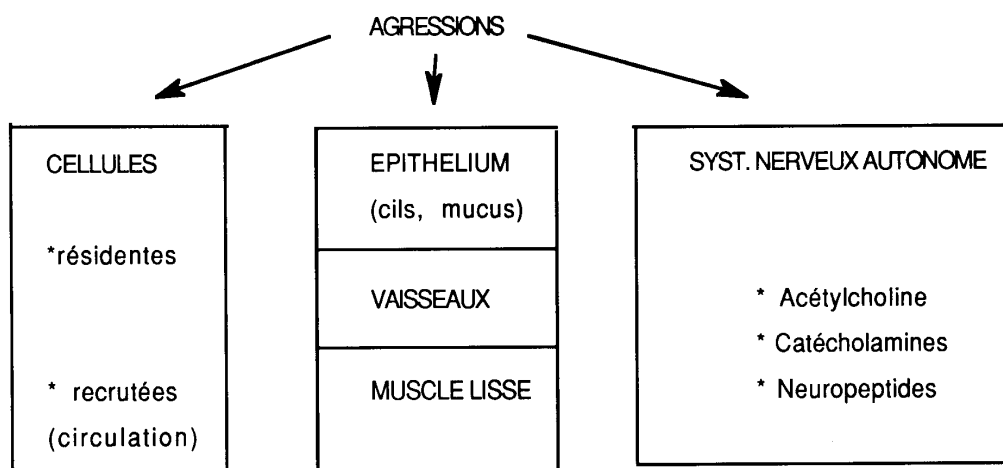 AGRESSIONS
CELLULES
*résidentes
* recrutées
(circulation)
EPITHELIUM
(cils, mucus)
VAISSEAUX
MUSCLE LISSE
SYST. NERVEUX AUTONOME
* Acétylcholine
* Catécholamines
* Neuropeptides